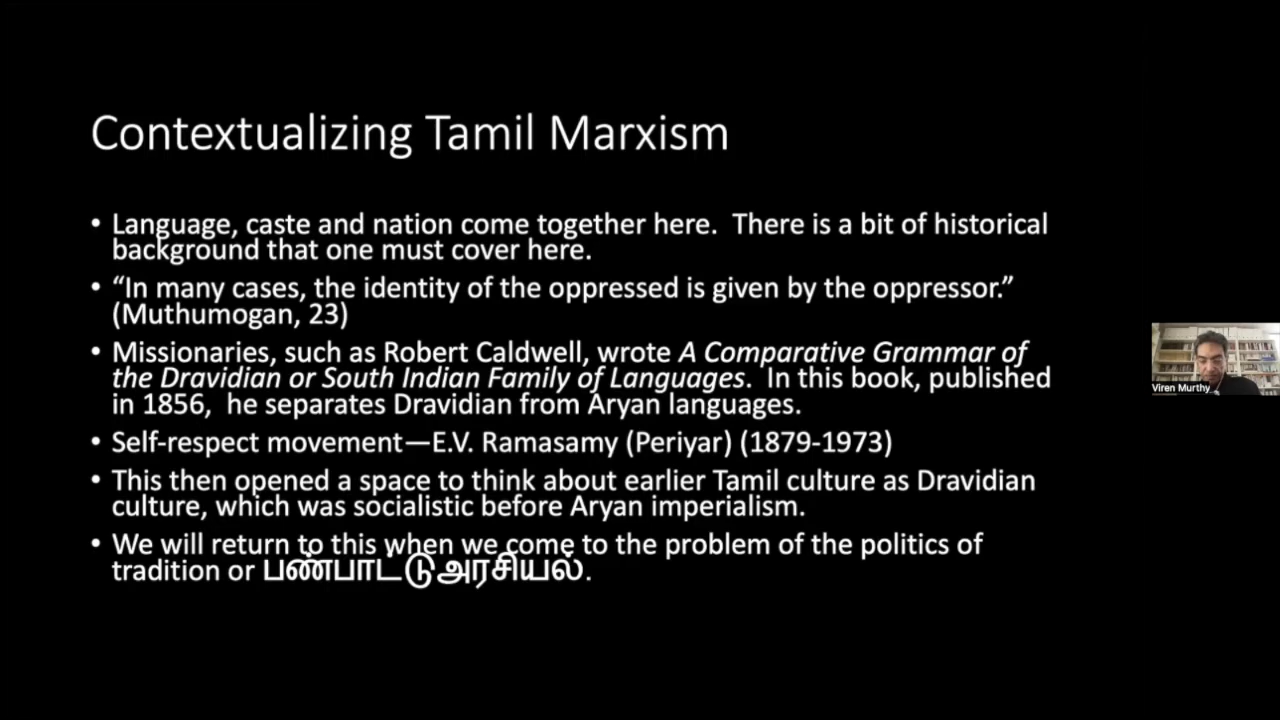 Contextualizing Tamil Marxism
• Language, caste and nation come together here.  There is a bit of historical
background that one must cover here.
• “In many cases, the identity of the oppressed is given by the oppressor.”
(Muthumogan, 23)
• Missionaries, such as Robert Caldwell, wrote A Comparative Grammar of
the Dravidian or South Indian Family of Languages.  In this book, published
in 1856,  he separates Dravidian from Aryan languages.
• Self-respect movement—E.V. Ramasamy (Periyar) (1879-1973)
• This then opened a space to think about earlier Tamil culture as Dravidian
culture, which was socialistic before Aryan imperialism.
• We will return to this when we come to the problem of the politics of
tradition or பண்பாட்டுஅரசியல்.
Viren Murthy